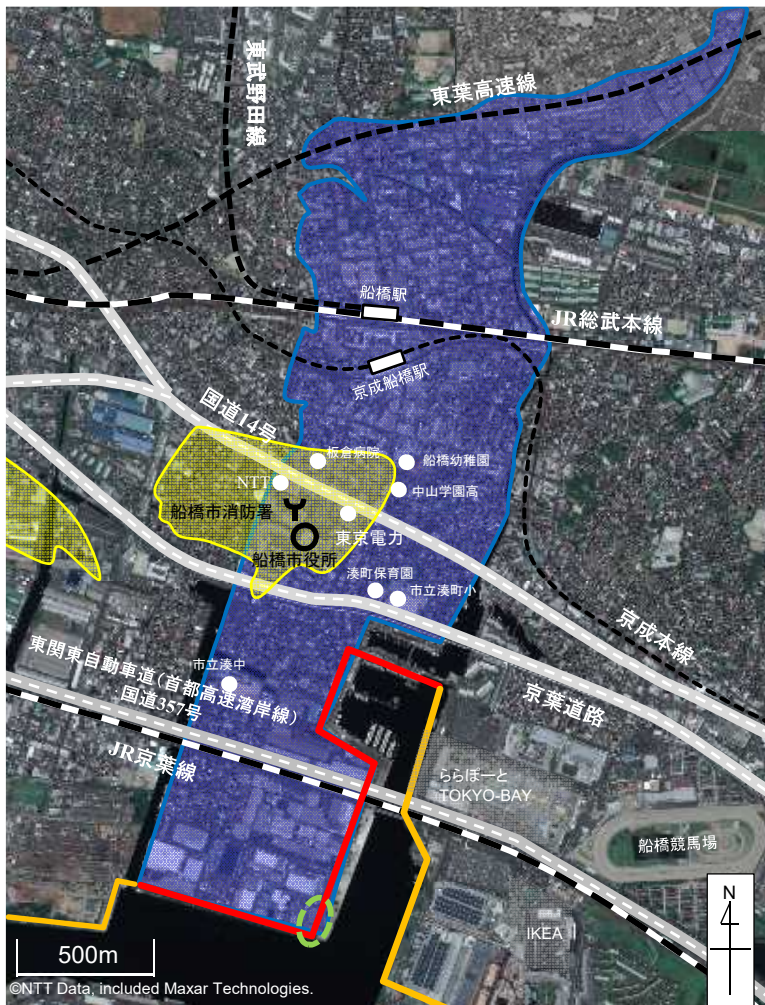 東武野田線
東葉高速線
船橋駅
JR総武本線
京成船橋駅
国道14号
板倉病院
船橋幼稚園
NTT
中山学園高
船橋市消防署
東京電力
船橋市役所
湊町保育園
市立湊町小
京成本線
市立湊中
東関東自動車道(首都高速湾岸線)
国道357号
京葉道路
JR京葉線
ららぽーと
TOKYO-BAY
船橋競馬場
N
IKEA
500m
©NTT Data, included Maxar Technologies.